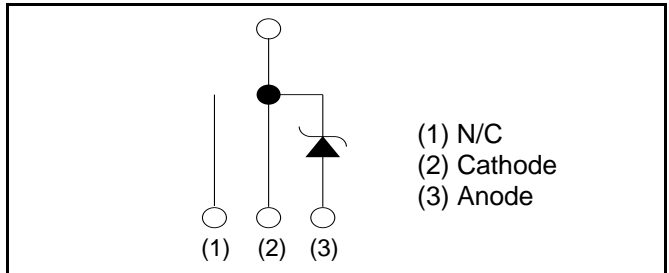 (1) N/C
(2) Cathode
(3) Anode
(1) (2) (3)